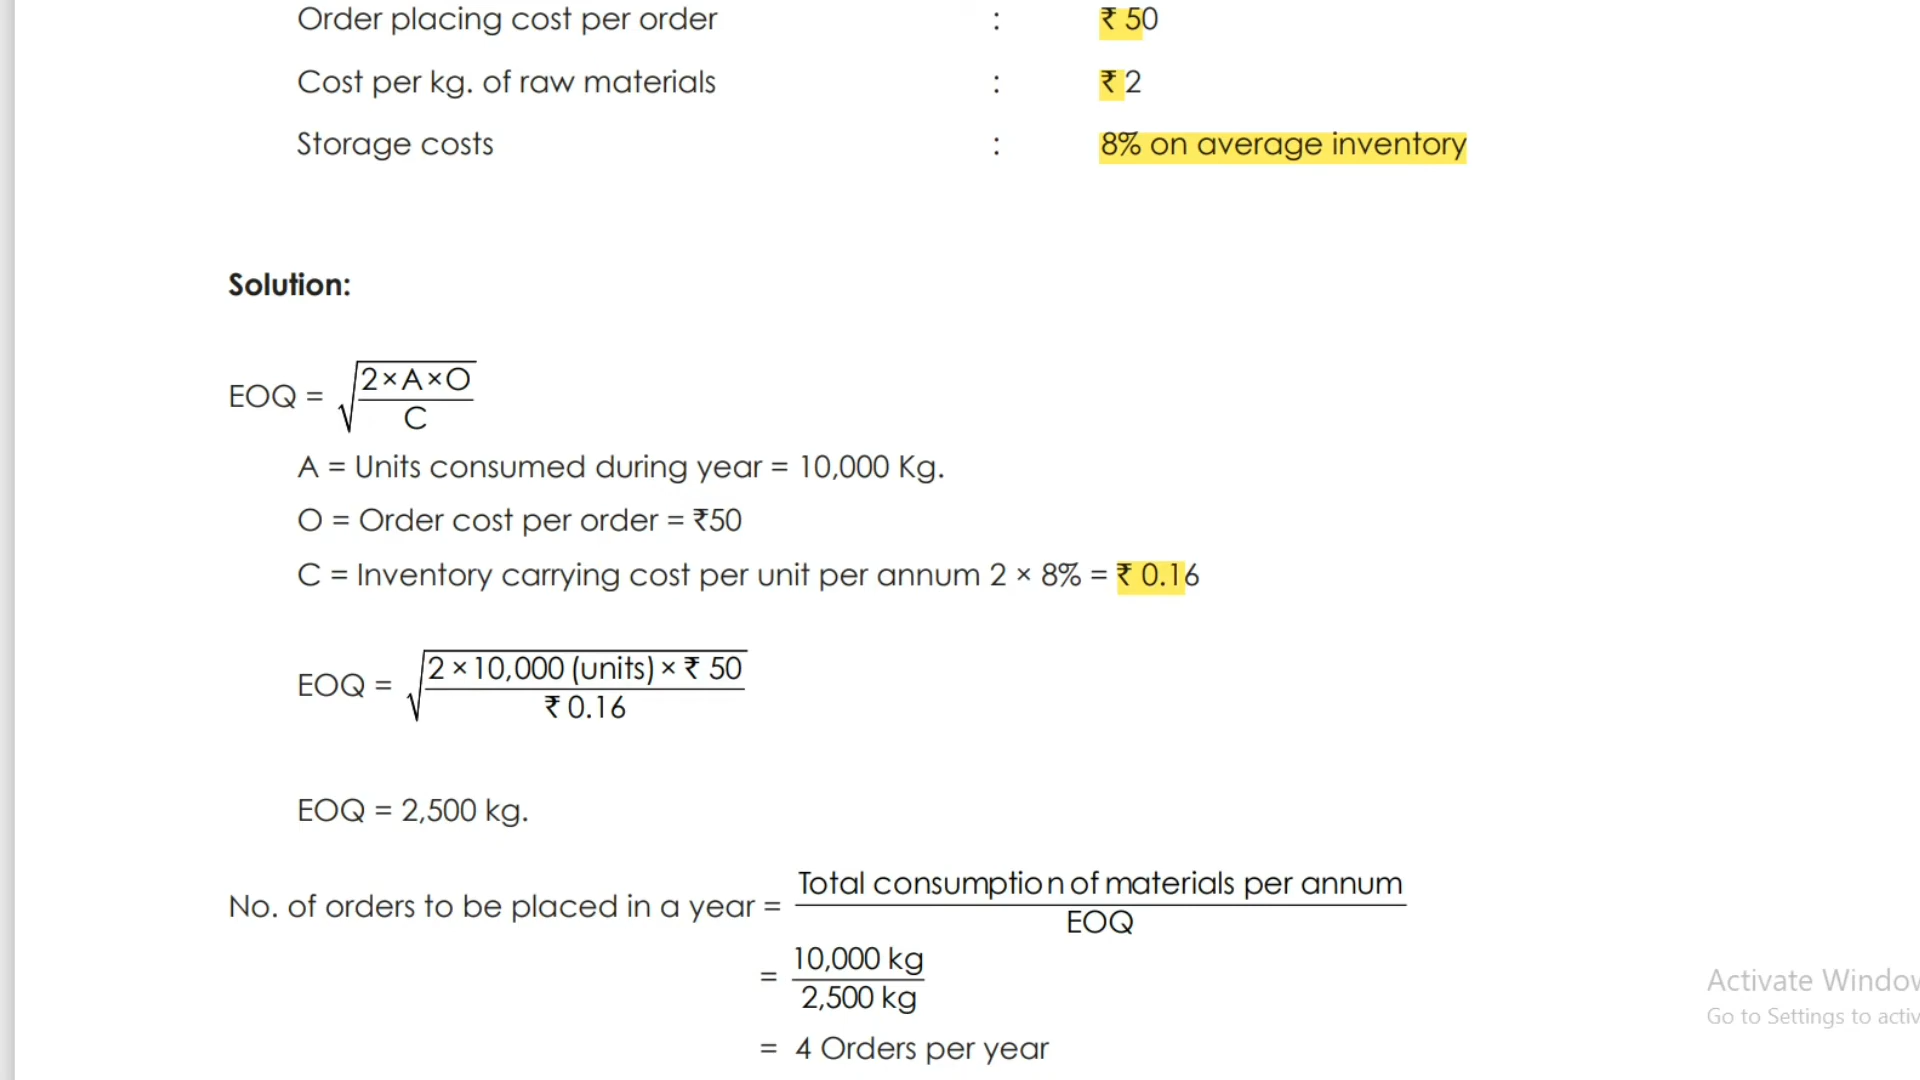 Order placing cost per order : ₹ 50
Cost per kg. of raw materials : ₹ 2
Storage costs : 8% on average inventory
Solution:
EOQ = √(2×A×O / C)
A = Units consumed during year = 10,000 Kg.
O = Order cost per order = ₹50
C = Inventory carrying cost per unit per annum 2 × 8% = ₹ 0.16
EOQ = √(2 × 10,000 (units) × ₹ 50 / ₹ 0.16)
EOQ = 2,500 kg.
No. of orders to be placed in a year = Total consumption of materials per annum / EOQ
= 10,000 kg / 2,500 kg
= 4 Orders per year
Activate Window
Go to Settings to activ